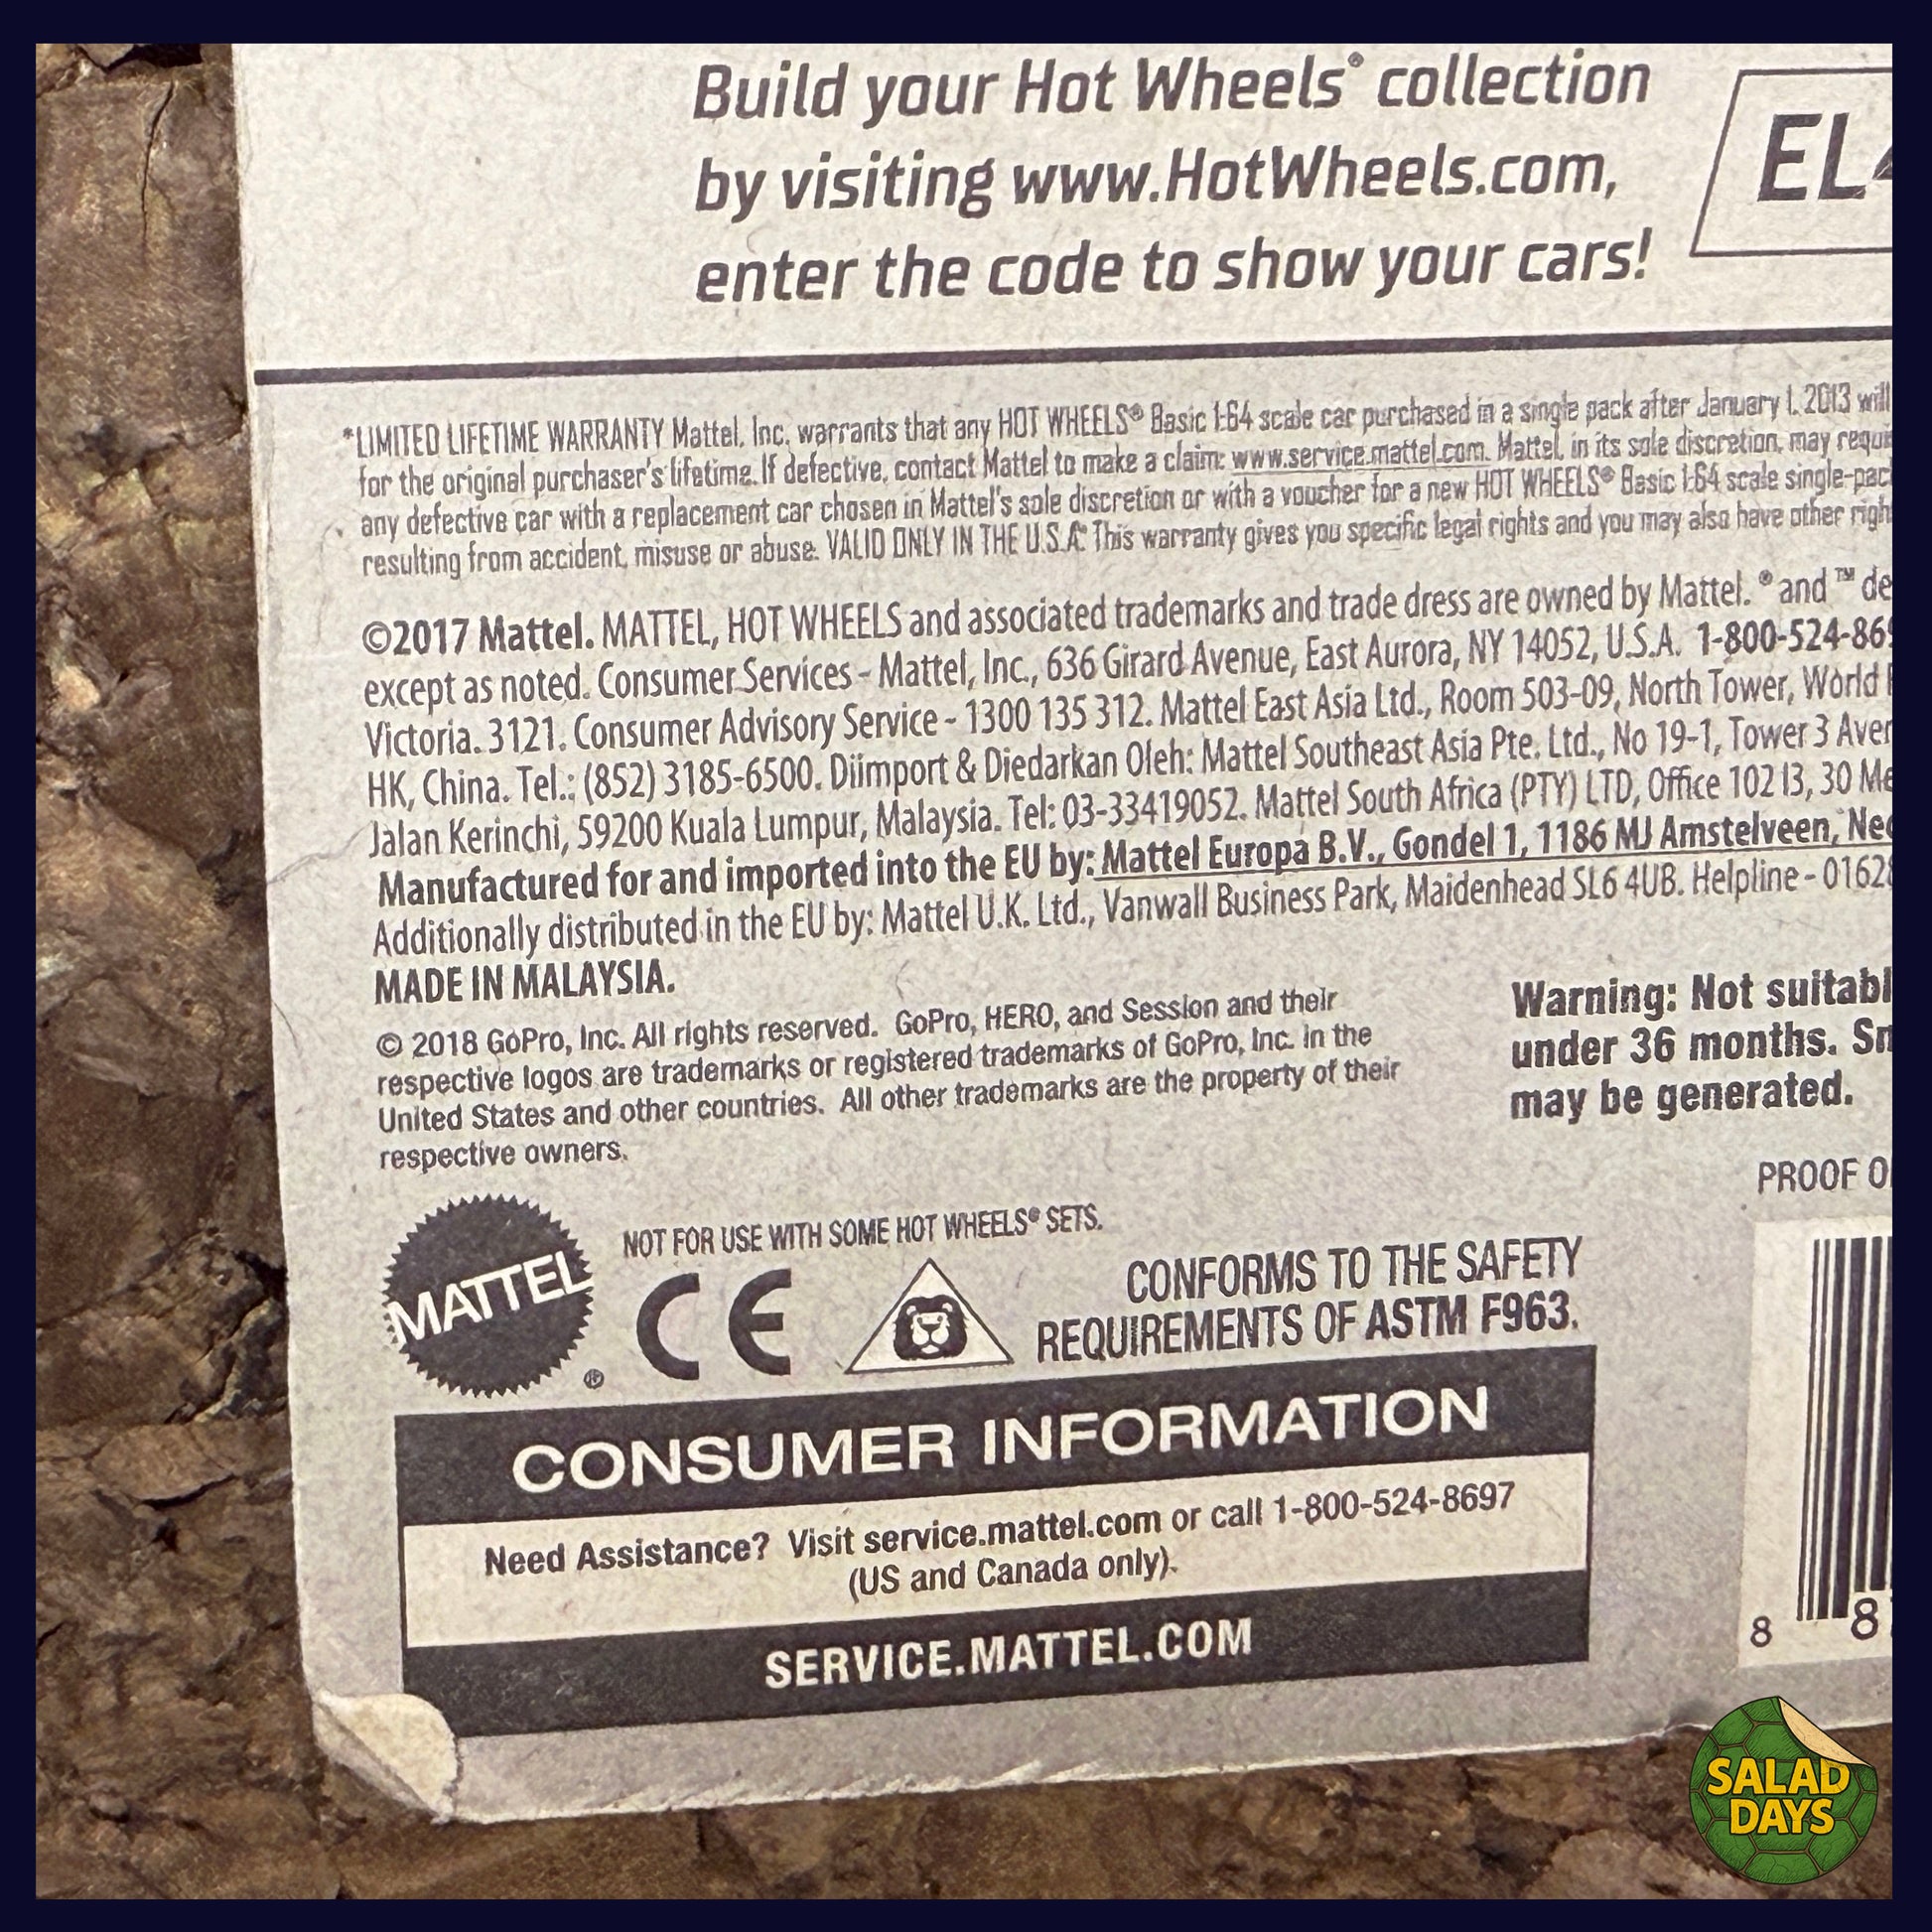 Build your Hot Wheels® collection
by visiting www.HotWheels.com,
enter the code to show your cars!
*LIMITED LIFETIME WARRANTY Mattel, Inc. warrants that any HOT WHEELS® Basic 1:64 scale car purchased in a single pack after January 1, 2013 will
for the original purchaser's lifetime. If defective, contact Mattel to make a claim: www.service.mattel.com. Mattel, in its sole discretion, may
any defective car with a replacement car chosen in Mattel's sole discretion or with a voucher for a new HOT WHEELS® Basic 1:64 scale
resulting from accident, misuse or abuse. VALID ONLY IN THE U.S.A. This warranty gives you specific legal rights and you may also have other
©2017 Mattel. MATTEL, HOT WHEELS and associated trademarks and trade dress are owned by Mattel. ® and ™ de
except as noted. Consumer Services - Mattel, Inc., 636 Girard Avenue, East Aurora, NY 14052, U.S.A. 1-800-524-869
Victoria. 3121. Consumer Advisory Service - 1300 135 312. Mattel East Asia Ltd., Room 503-09, North Tower, World
HK, China. Tel.: (852) 3185-6500. Diimport & Diedarkan Oleh: Mattel Southeast Asia Pte. Ltd., No 19-1, Tower 3 Aven
Jalan Kerinchi, 59200 Kuala Lumpur, Malaysia. Tel: 03-33419052. Mattel South Africa (PTY) LTD, Office 102 I3, 30 Me
Manufactured for and imported into the EU by: Mattel Europa B.V., Gondel 1, 1186 MJ Amstelveen, Ned
Additionally distributed in the EU by: Mattel U.K. Ltd., Vanwall Business Park, Maidenhead SL6 4UB. Helpline - 01628
MADE IN MALAYSIA.
© 2018 GoPro, Inc. All rights reserved. GoPro, HERO, and Session and their
respective logos are trademarks or registered trademarks of GoPro, Inc. in the
United States and other countries. All other trademarks are the property of their
respective owners.
Warning: Not suitabl
under 36 months. Sm
may be generated.
PROOF O
NOT FOR USE WITH SOME HOT WHEELS® SETS.
MATTEL ®
CE
CONFORMS TO THE SAFETY
REQUIREMENTS OF ASTM F963.
CONSUMER INFORMATION
Need Assistance? Visit service.mattel.com or call 1-800-524-8697
(US and Canada only).
SERVICE.MATTEL.COM
8 8
SALAD
DAYS